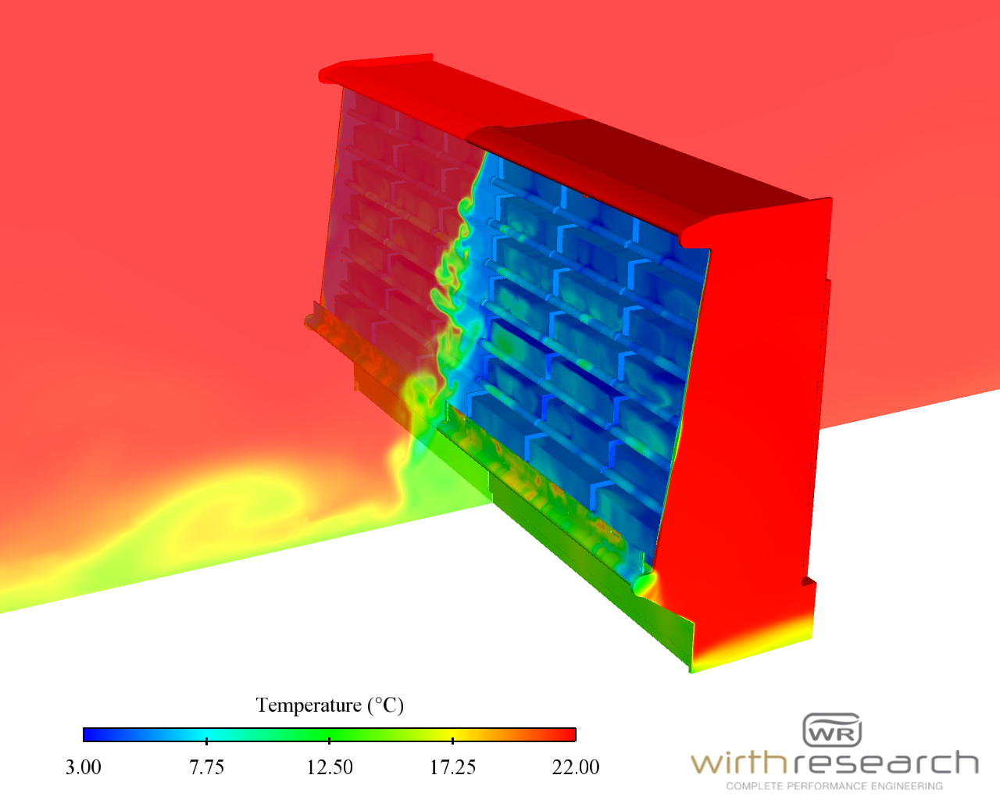 Temperature (°C)
3.00 7.75 12.50 17.25 22.00
WR
wirthresearch
COMPLETE PERFORMANCE ENGINEERING